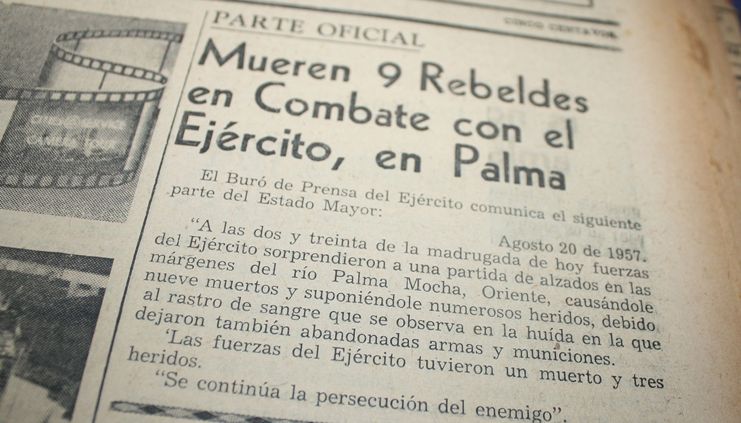 CINCO CENTAVOS
PARTE OFICIAL
Mueren 9 Rebeldes
en Combate con el
Ejército, en Palma
El Buró de Prensa del Ejército comunica el siguiente
parte del Estado Mayor:
Agosto 20 de 1957.
“A las dos y treinta de la madrugada de hoy fuerzas
del Ejército sorprendieron a una partida de alzados en las
márgenes del río Palma Mocha, Oriente, causándole
nueve muertos y suponiéndole numerosos heridos, debido
al rastro de sangre que se observa en la huída en la que
dejaron también abandonadas armas y municiones.
‘Las fuerzas del Ejército tuvieron un muerto y tres
heridos.
“Se continúa la persecución del enemigo”.